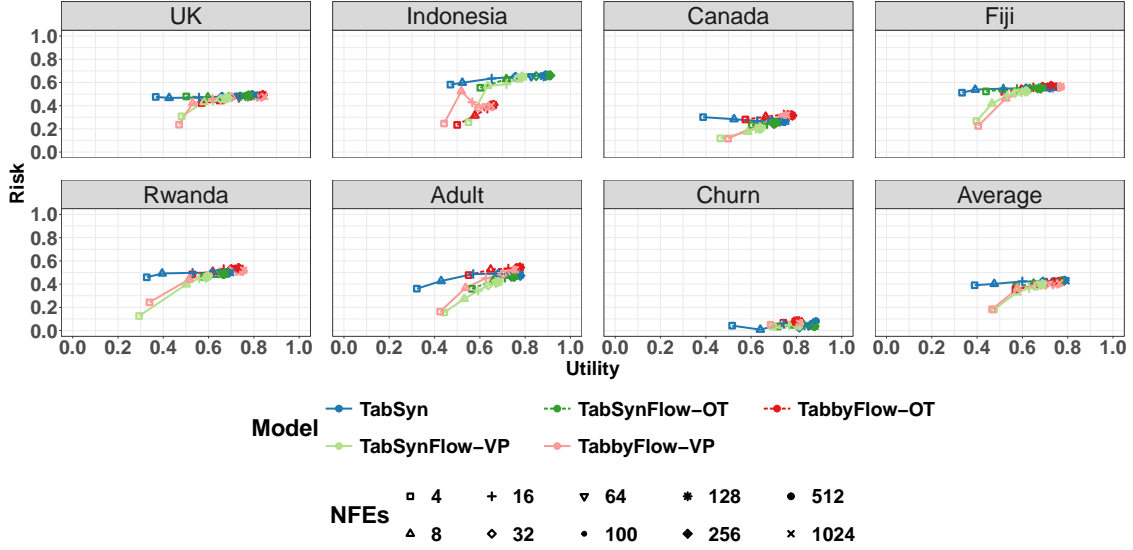 UK Indonesia Canada Fiji
1.0
0.8
0.6
0.4
0.2
0.0
Risk
Rwanda Adult Churn Average
1.0
0.8
0.6
0.4
0.2
0.0
0.0 0.2 0.4 0.6 0.8 1.0 0.0 0.2 0.4 0.6 0.8 1.0 0.0 0.2 0.4 0.6 0.8 1.0 0.0 0.2 0.4 0.6 0.8 1.0
Utility
Model
TabSyn TabSynFlow−OT TabbyFlow−OT
TabSynFlow−VP TabbyFlow−VP
NFEs
4 16 64 128 512
8 32 100 256 1024